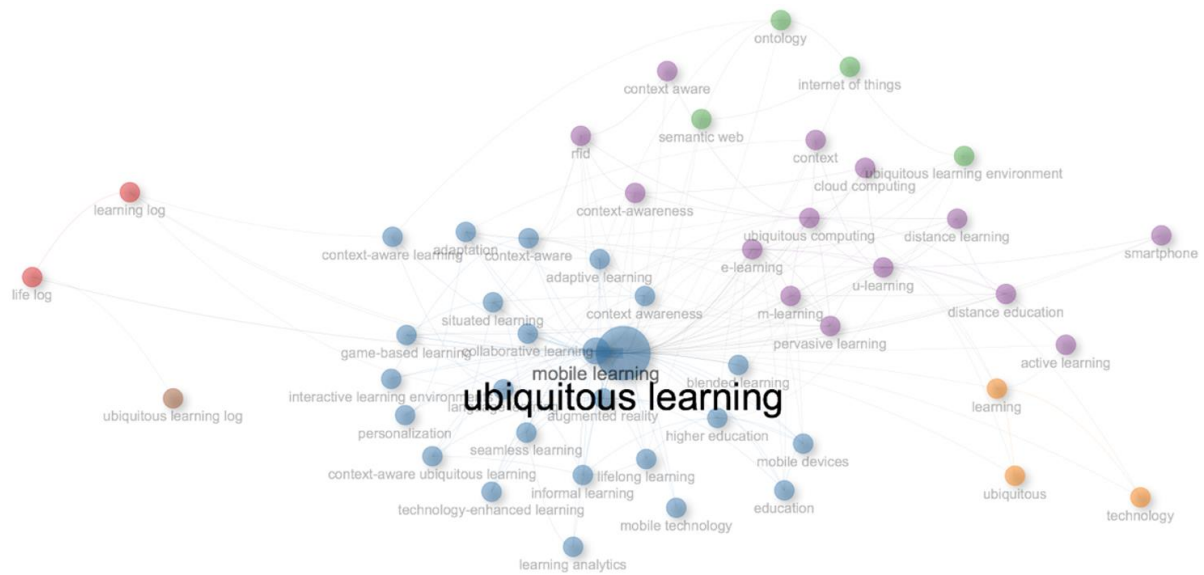 ontology
internet of things
context aware
semantic web
rfid
context
ubiquitous learning environment
cloud computing
learning log
context-awareness
ubiquitous computing
distance learning
context-aware learning
adaptation
context-aware
smartphone
e-learning
adaptive learning
u-learning
life log
situated learning
context awareness
m-learning
distance education
game-based learning
collaborative learning
pervasive learning
active learning
mobile learning
blended learning
ubiquitous learning
interactive learning environments
augmented reality
learning
ubiquitous learning log
personalization
higher education
seamless learning
mobile devices
context-aware ubiquitous learning
lifelong learning
informal learning
ubiquitous
technology-enhanced learning
education
mobile technology
technology
learning analytics